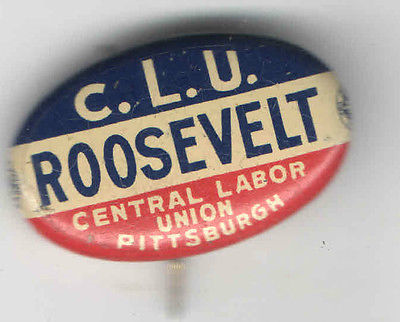 C. L. U.
ROOSEVELT
CENTRAL LABOR
UNION
PITTSBURGH